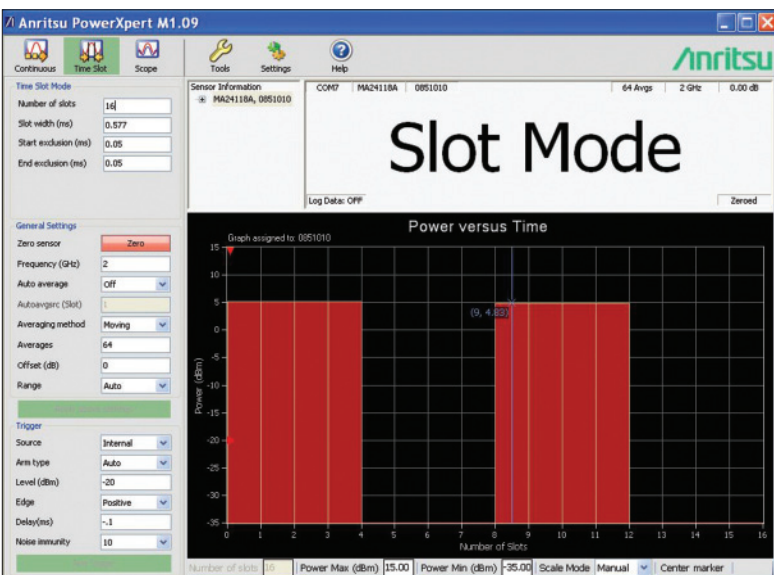 Anritsu PowerXpert M1.09
Continuous Time Slot Scope Tools Settings Help
Anritsu
Time Slot Mode
Number of slots 16
Slot width (ms) 0.577
Start exclusion (ms) 0.05
End exclusion (ms) 0.05
Sensor Information
MA24118A, 0851010
COM7 MA24118A 0851010 64 Avgs 2 GHz 0.00 dB
Slot Mode
Log Data: OFF Zeroed
General Settings
Zero sensor Zero
Frequency (GHz) 2
Auto average Off
Autoavgsrc (Slot) 1
Averaging method Moving
Averages 64
Offset (dB) 0
Range Auto
Trigger
Source Internal
Arm type Auto
Level (dBm) -20
Edge Positive
Delay(ms) -.1
Noise immunity 10
Power versus Time
Graph assigned to: 0851010
15
10
5
0
-5
-10
-15
-20
-25
-30
-35
Power (dBm)
(9, 4.83)
0 1 2 3 4 5 6 7 8 9 10 11 12 13 14 15 16
Number of Slots
Number of slots 16 Power Max (dBm) 15.00 Power Min (dBm) -35.00 Scale Mode Manual Center marker